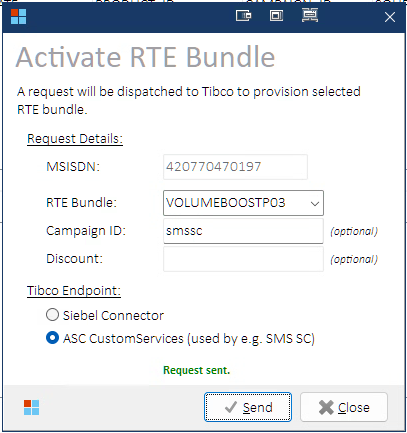 Activate RTE Bundle
A request will be dispatched to Tibco to provision selected
RTE bundle.
Request Details:
MSISDN: 420770470197
RTE Bundle: VOLUMEBOOSTP03
Campaign ID: smssc (optional)
Discount: (optional)
Tibco Endpoint:
Siebel Connector
ASC CustomServices (used by e.g. SMS SC)
Request sent.
Send Close